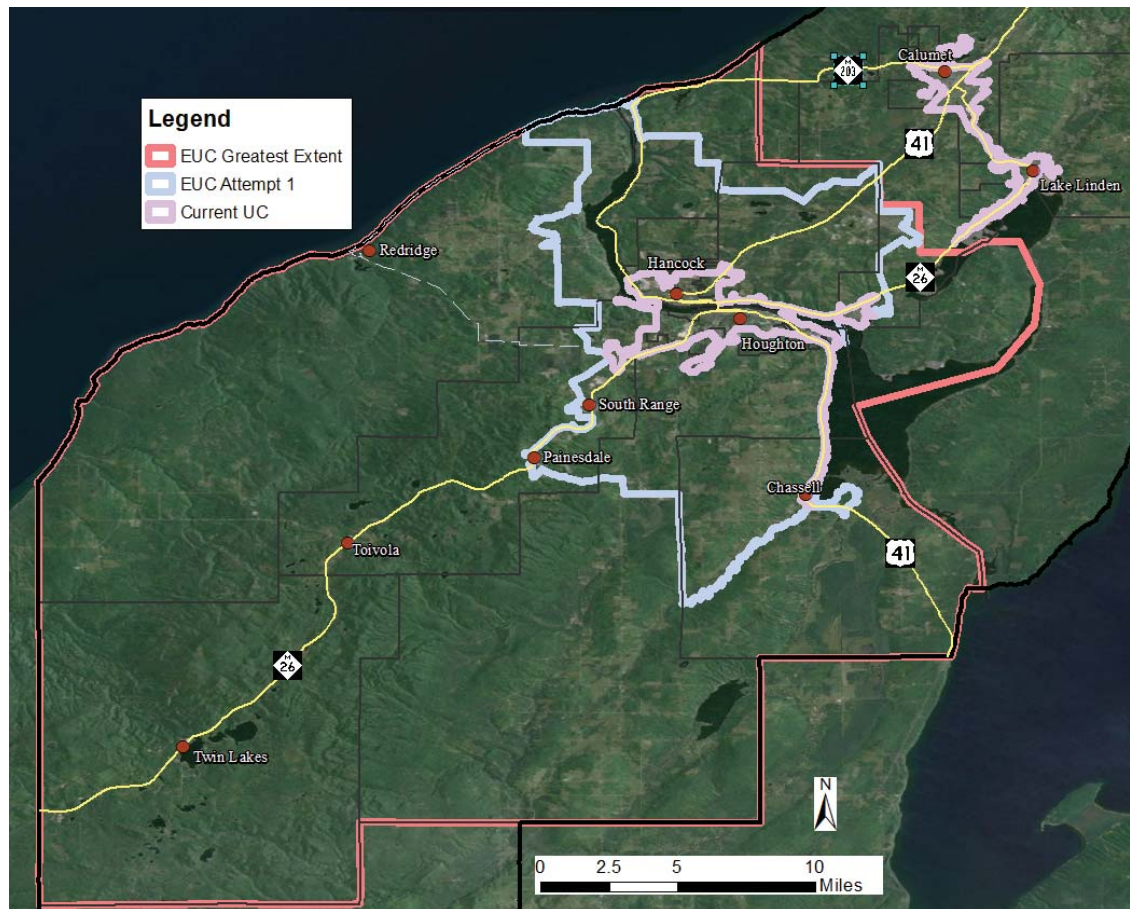 Calumet
M
203
Legend
EUC Greatest Extent
EUC Attempt 1
Current UC
41
Lake Linden
Redridge
Hancock
M
26
Houghton
South Range
Painesdale
Chassell
Toivola
41
M
26
Twin Lakes
N
0 2.5 5 10
Miles